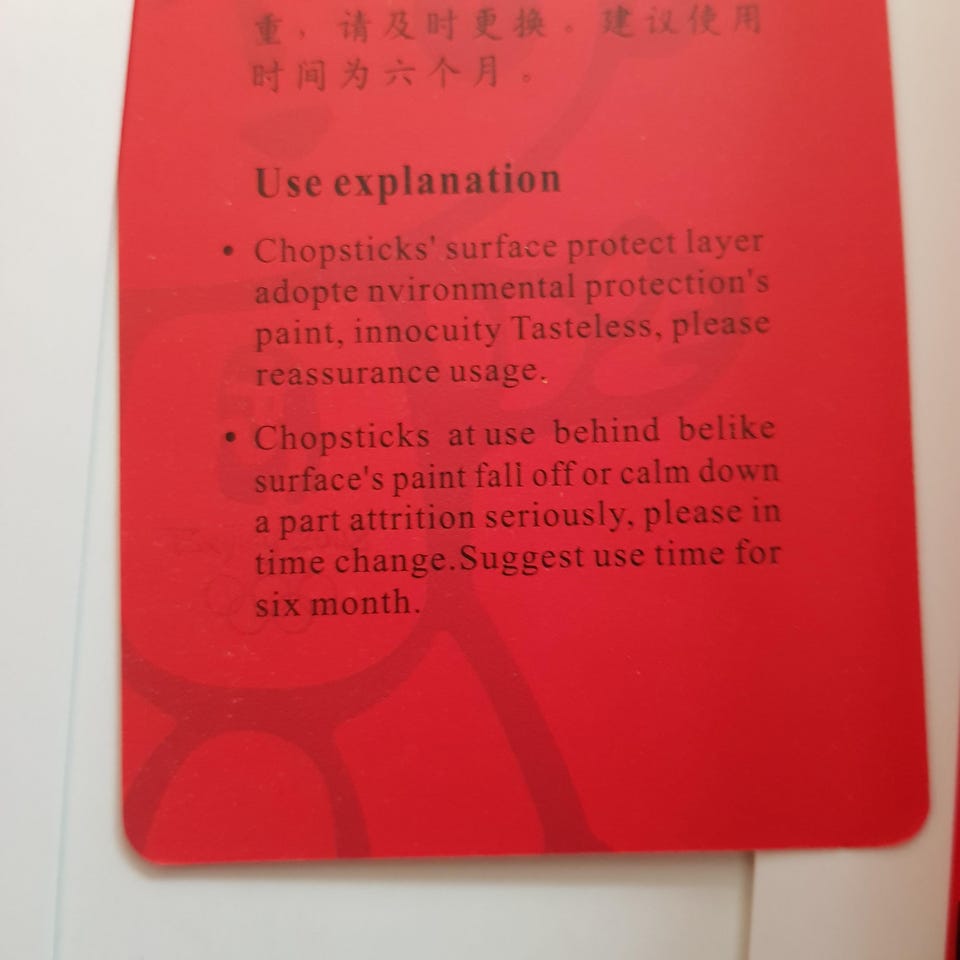 重，请及时更换。建议使用
时间为六个月。
Use explanation
• Chopsticks' surface protect layer
adopte nvironmental protection's
paint, innocuity Tasteless, please
reassurance usage.
• Chopsticks at use behind belike
surface's paint fall off or calm down
a part attrition seriously, please in
time change.Suggest use time for
six month.